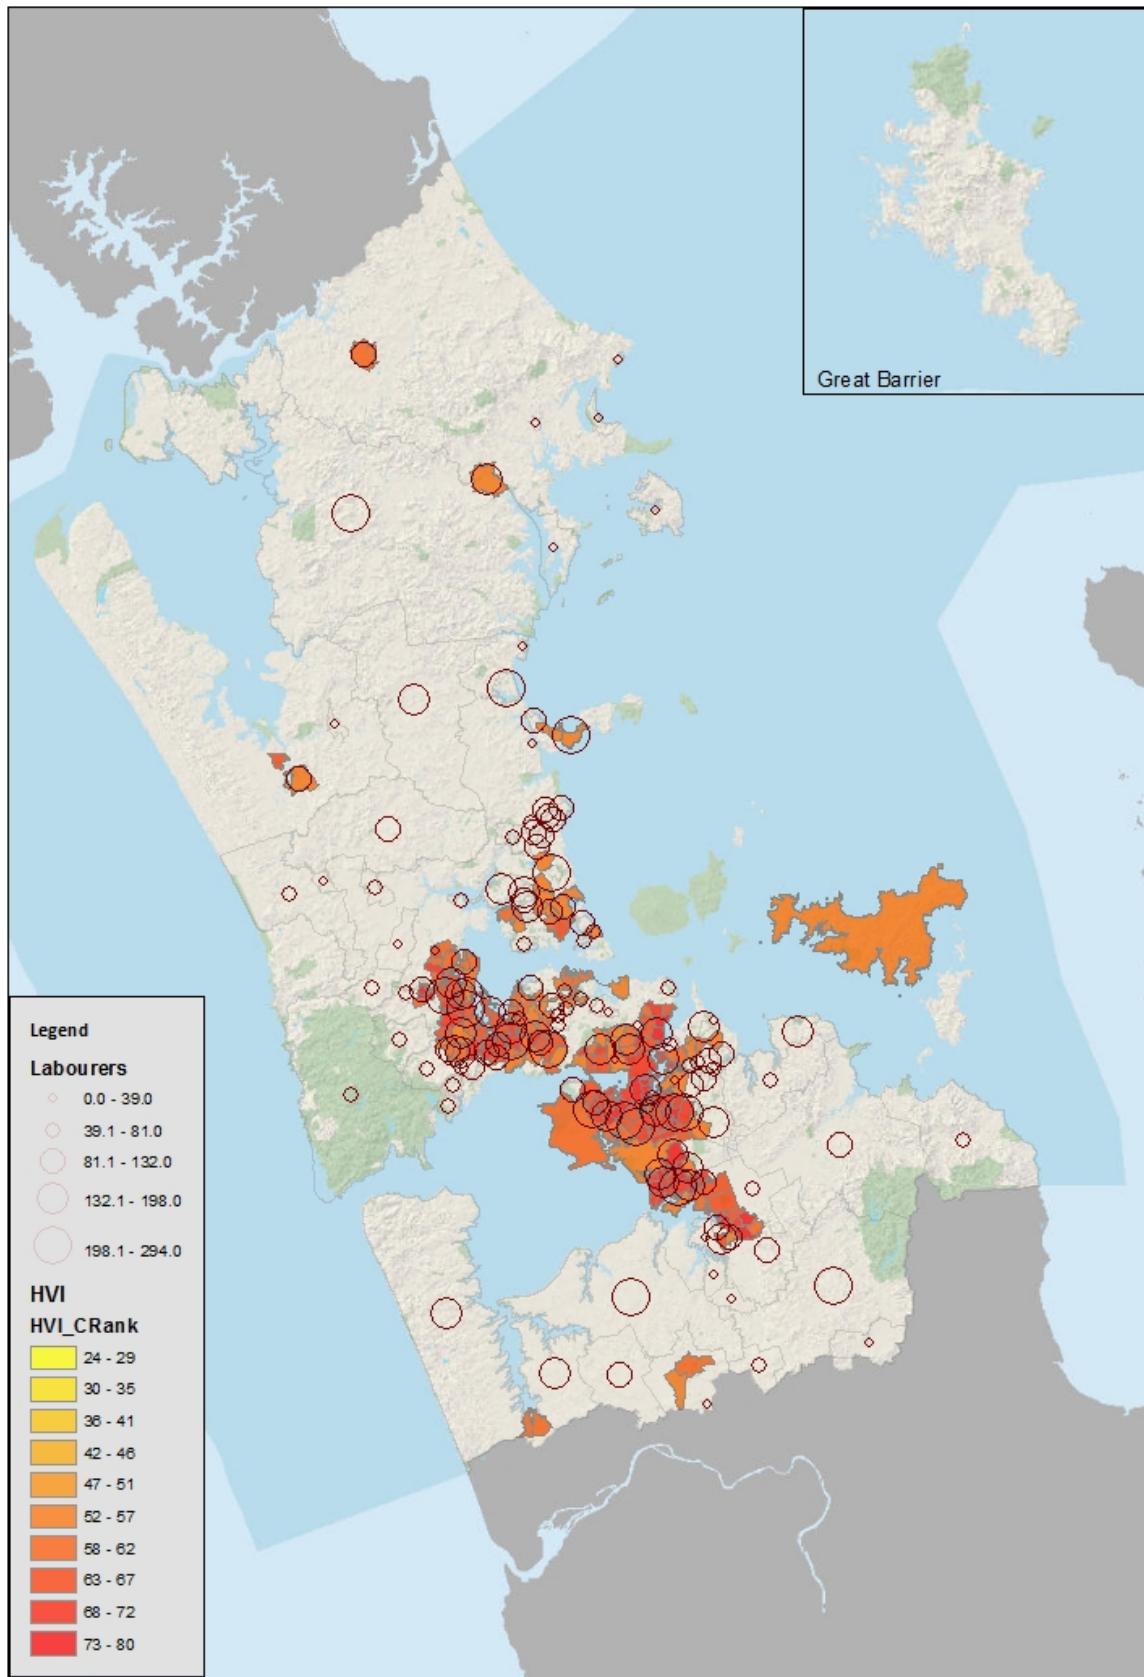 Great Barrier
Legend
Labourers
0.0 - 39.0
39.1 - 81.0
81.1 - 132.0
132.1 - 198.0
198.1 - 294.0
HVI
HVI_CRank
24 - 29
30 - 35
36 - 41
42 - 46
47 - 51
52 - 57
58 - 62
63 - 67
68 - 72
73 - 80